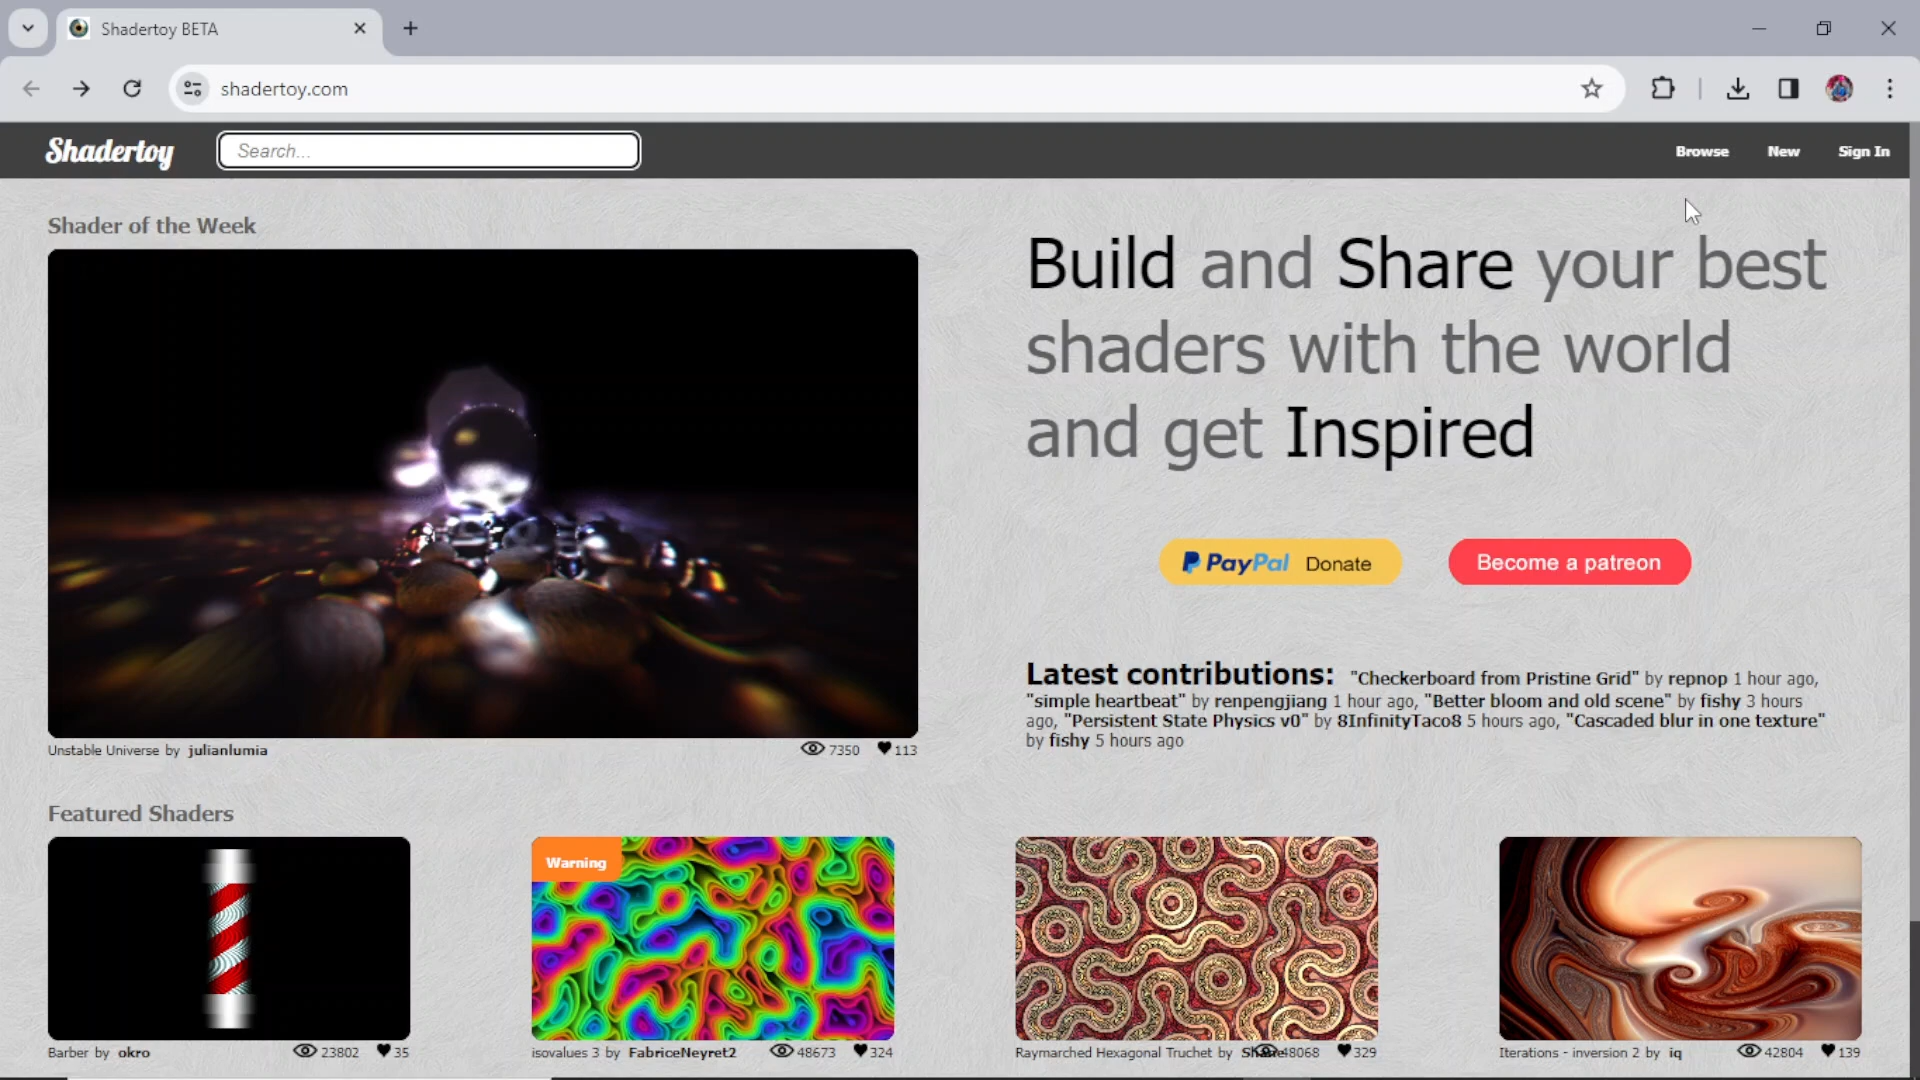 Shadertoy BETA
shadertoy.com
Shadertoy
Search...
Browse
New
Sign In
Shader of the Week
Build and Share your best
shaders with the world
and get Inspired
PayPal Donate
Become a patreon
Latest contributions: "Checkerboard from Pristine Grid" by repnop 1 hour ago,
"simple heartbeat" by renpengjiang 1 hour ago, "Better bloom and old scene" by fishy 3 hours
ago, "Persistent State Physics v0" by 8InfinityTaco8 5 hours ago, "Cascaded blur in one texture"
by fishy 5 hours ago
Unstable Universe by julianlumia
7350
113
Featured Shaders
Warning
Barber by okro
23802
35
isovalues 3 by FabriceNeyret2
48673
324
Raymarched Hexagonal Truchet by Shane
48068
329
Iterations - inversion 2 by iq
42804
139